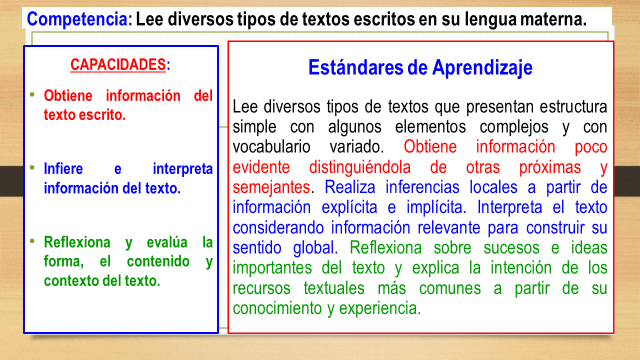 Competencia: Lee diversos tipos de textos escritos en su lengua materna.
CAPACIDADES:
• Obtiene información del
texto escrito.
• Infiere e interpreta
información del texto.
• Reflexiona y evalúa la
forma, el contenido y
contexto del texto.
Estándares de Aprendizaje
Lee diversos tipos de textos que presentan estructura
simple con algunos elementos complejos y con
vocabulario variado. Obtiene información poco
evidente distinguiéndola de otras próximas y
semejantes. Realiza inferencias locales a partir de
información explícita e implícita. Interpreta el texto
considerando información relevante para construir su
sentido global. Reflexiona sobre sucesos e ideas
importantes del texto y explica la intención de los
recursos textuales más comunes a partir de su
conocimiento y experiencia.